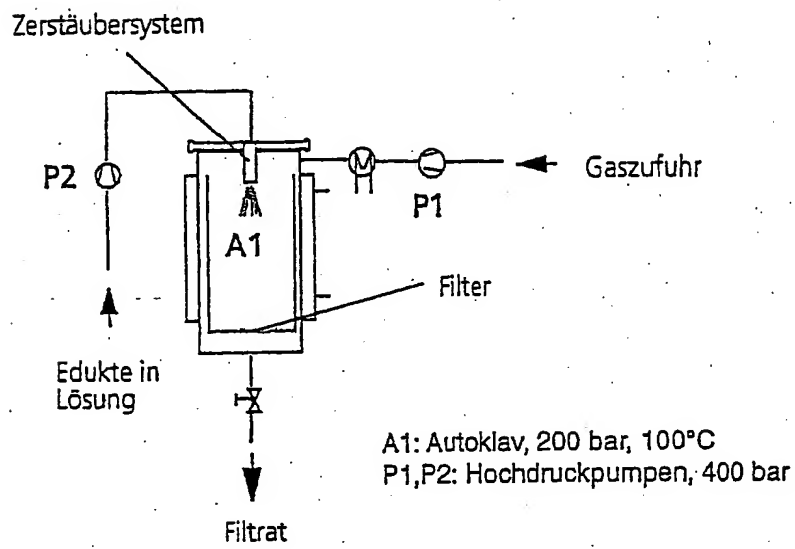 Zerstäubersystem
P2
Gaszufuhr
P1
A1
Filter
Edukte in
Lösung
A1: Autoklav, 200 bar, 100°C
P1,P2: Hochdruckpumpen, 400 bar
Filtrat